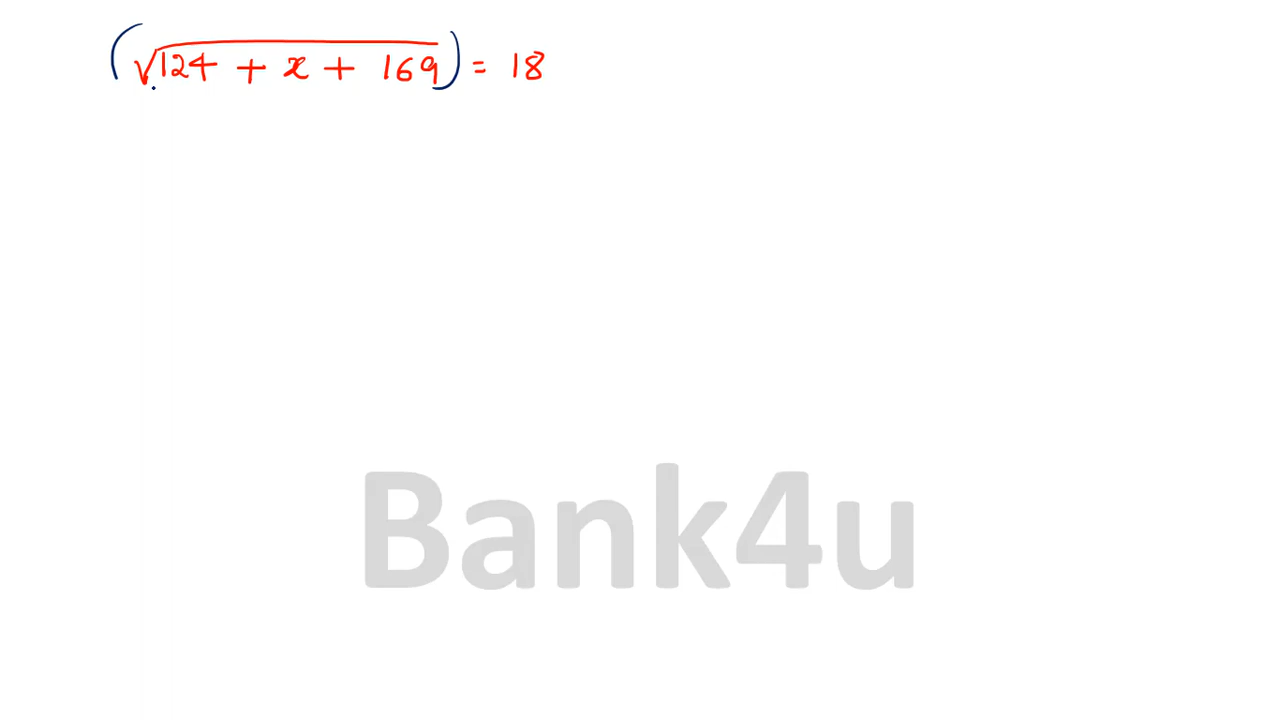 (√124 + x + 169) = 18
Bank4u